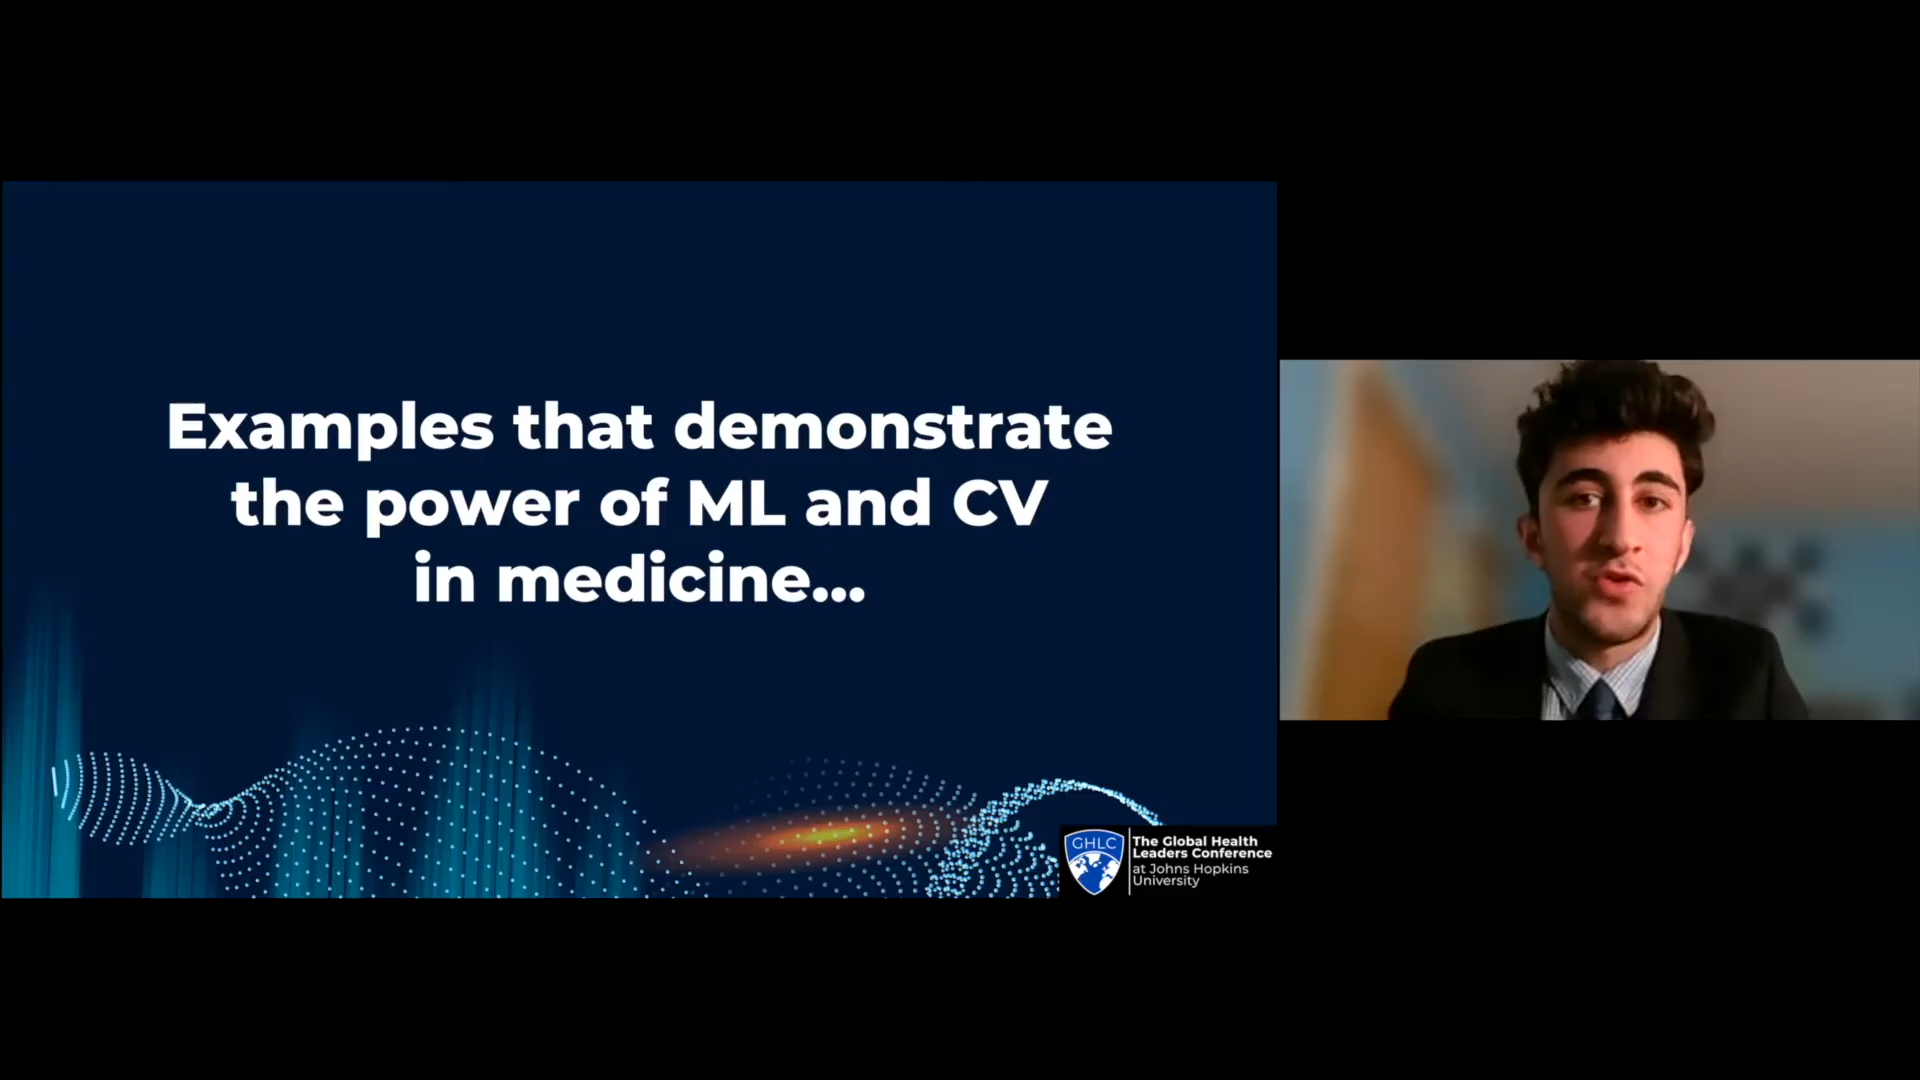 Examples that demonstrate
the power of ML and CV
in medicine...
GHLC
The Global Health
Leaders Conference
at Johns Hopkins
University